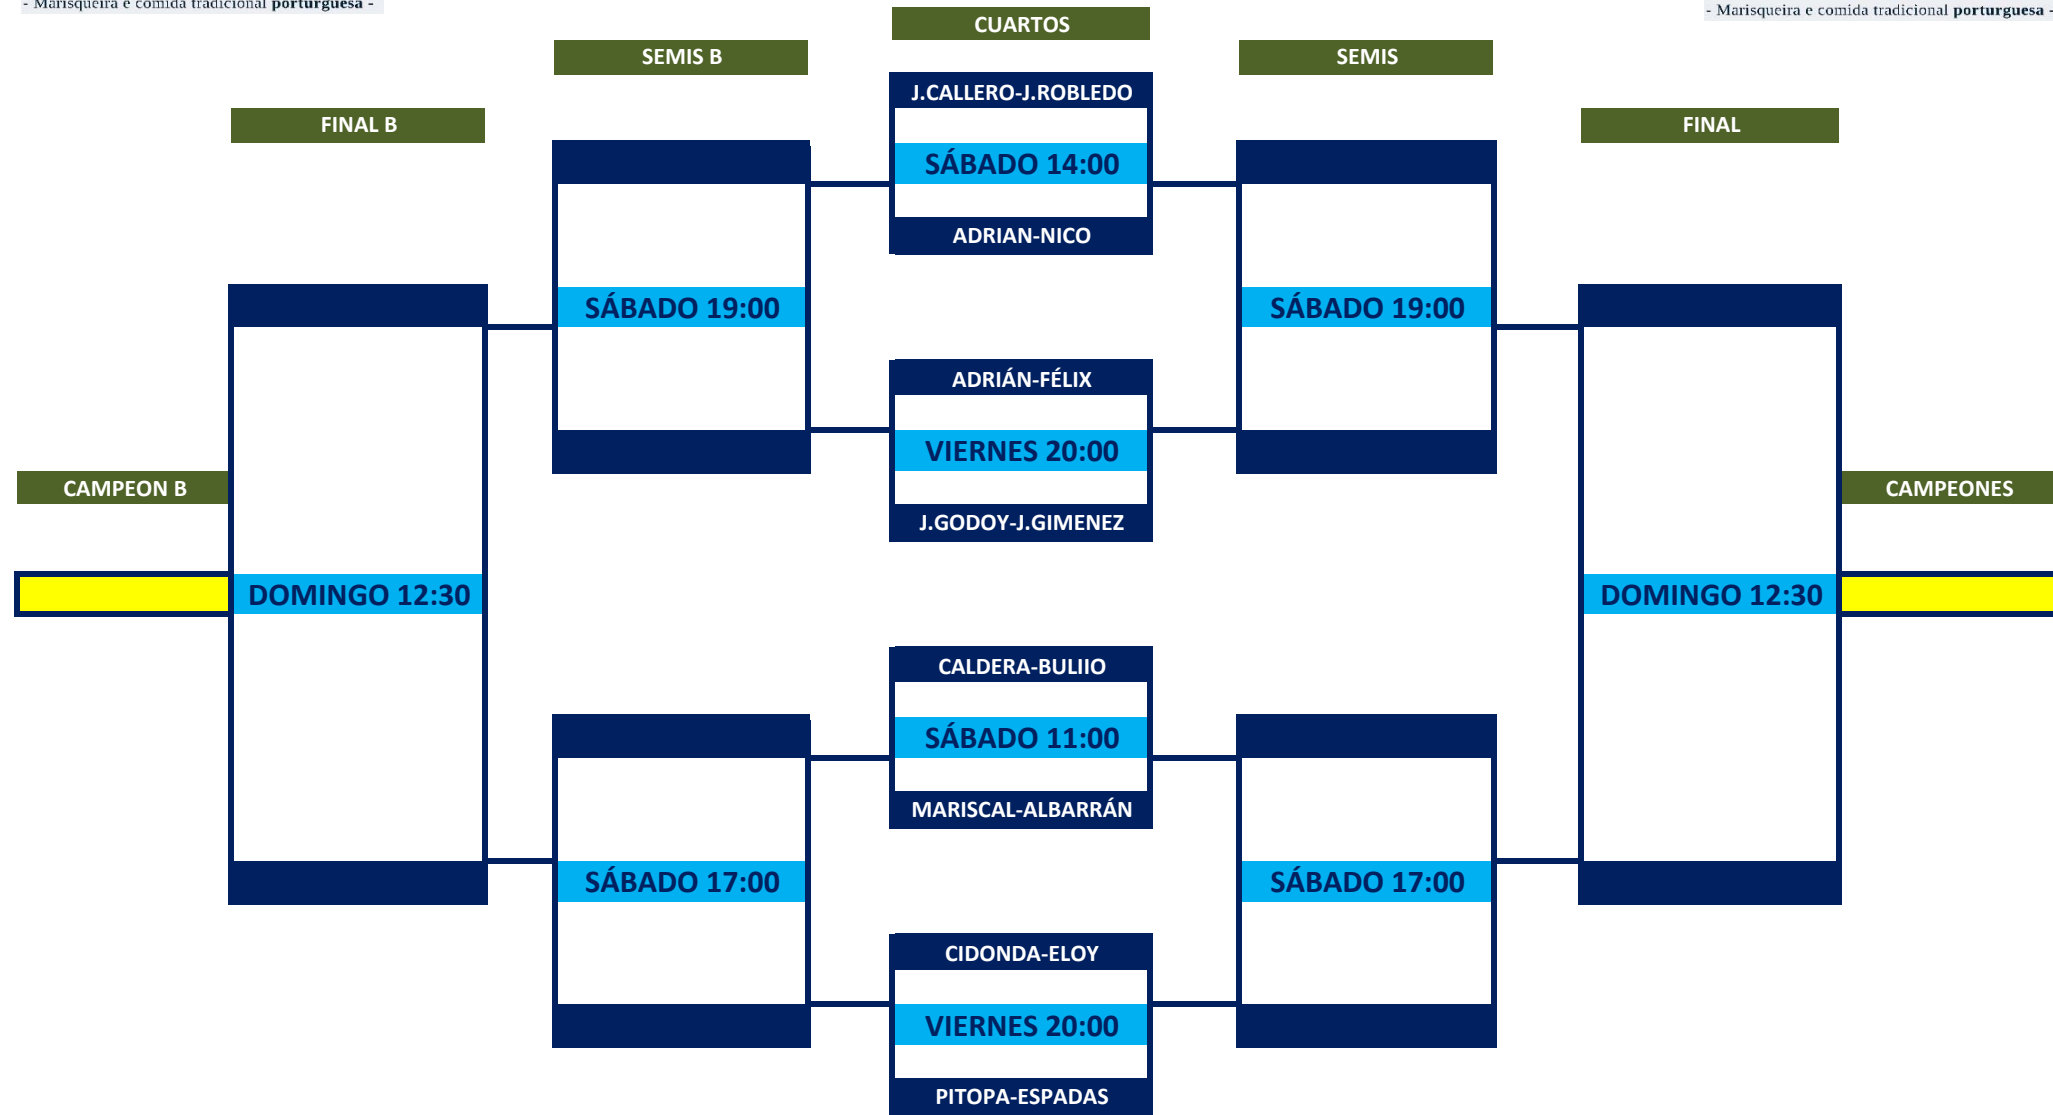 - Marisqueira e comida tradicional porturguesa -
- Marisqueira e comida tradicional porturguesa -
CUARTOS
SEMIS B
SEMIS
FINAL B
FINAL
J.CALLERO-J.ROBLEDO
SÁBADO 14:00
ADRIAN-NICO
SÁBADO 19:00
SÁBADO 19:00
ADRIÁN-FÉLIX
VIERNES 20:00
J.GODOY-J.GIMENEZ
CAMPEON B
CAMPEONES
DOMINGO 12:30
DOMINGO 12:30
CALDERA-BULIIO
SÁBADO 11:00
MARISCAL-ALBARRÁN
SÁBADO 17:00
SÁBADO 17:00
CIDONDA-ELOY
VIERNES 20:00
PITOPA-ESPADAS